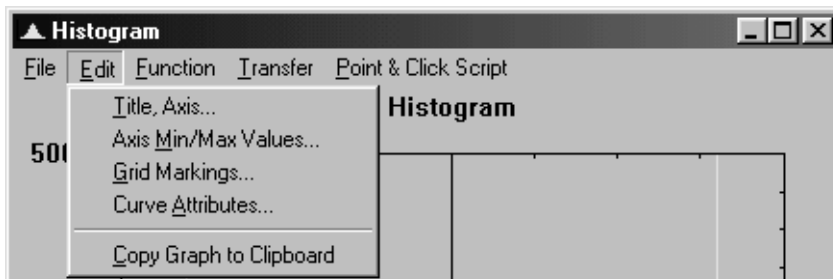 Histogram
File Edit Function Transfer Point & Click Script
Title, Axis...
Histogram
Axis Min/Max Values...
500
Grid Markings...
Curve Attributes...
Copy Graph to Clipboard